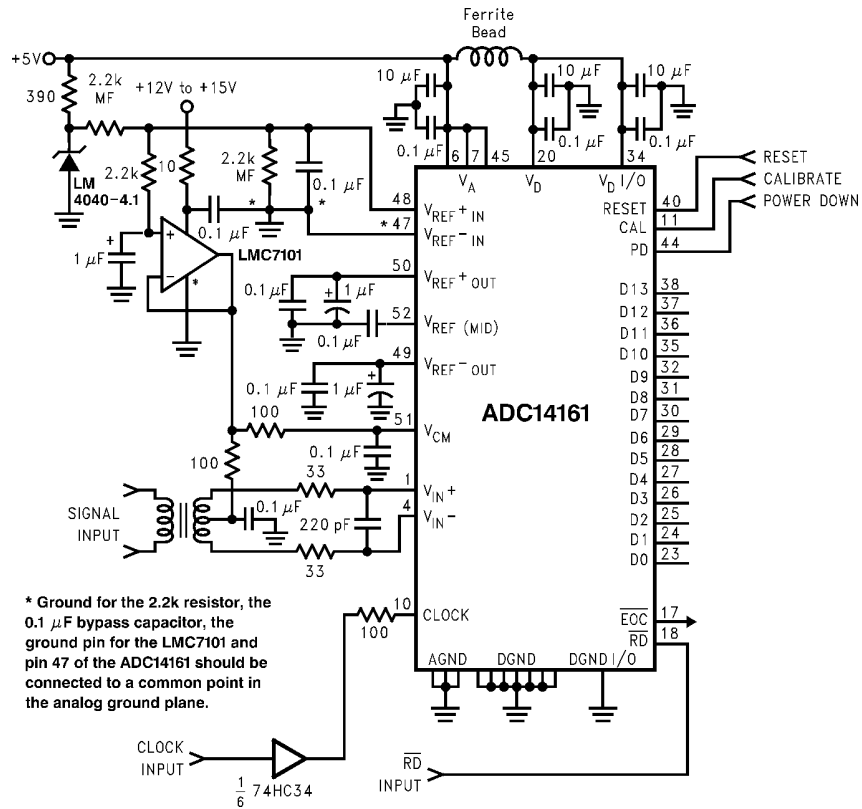 Ferrite
Bead
+5V
390
2.2k
MF
+12V to +15V
10 µF
10 µF
10 µF
0.1 µF
0.1 µF
0.1 µF
6 7 45
20
34
V_A
V_D
V_D I/O
LM
4040-4.1
2.2k
10
2.2k
MF
0.1 µF
0.1 µF
*
*
+
1 µF
+
−
*
LMC7101
48
V_REF+ IN
* 47
V_REF− IN
RESET
40
RESET
CAL
11
CALIBRATE
PD
44
POWER DOWN
50
V_REF+ OUT
0.1 µF
+
1 µF
52
V_REF (MID)
0.1 µF
49
V_REF− OUT
0.1 µF
1 µF
+
ADC14161
D13 38
D12 37
D11 36
D10 35
D9 32
D8 31
D7 30
D6 29
D5 28
D4 27
D3 26
D2 25
D1 24
D0 23
100
51
V_CM
0.1 µF
100
33
1
V_IN+
SIGNAL
INPUT
0.1 µF
220 pF
4
V_IN−
33
* Ground for the 2.2k resistor, the
0.1 µF bypass capacitor, the
ground pin for the LMC7101 and
pin 47 of the ADC14161 should be
connected to a common point in
the analog ground plane.
100
10
CLOCK
E̅O̅C̅ 17
R̅D̅ 18
AGND
DGND
DGND I/O
CLOCK
INPUT
1/6 74HC34
R̅D̅
INPUT